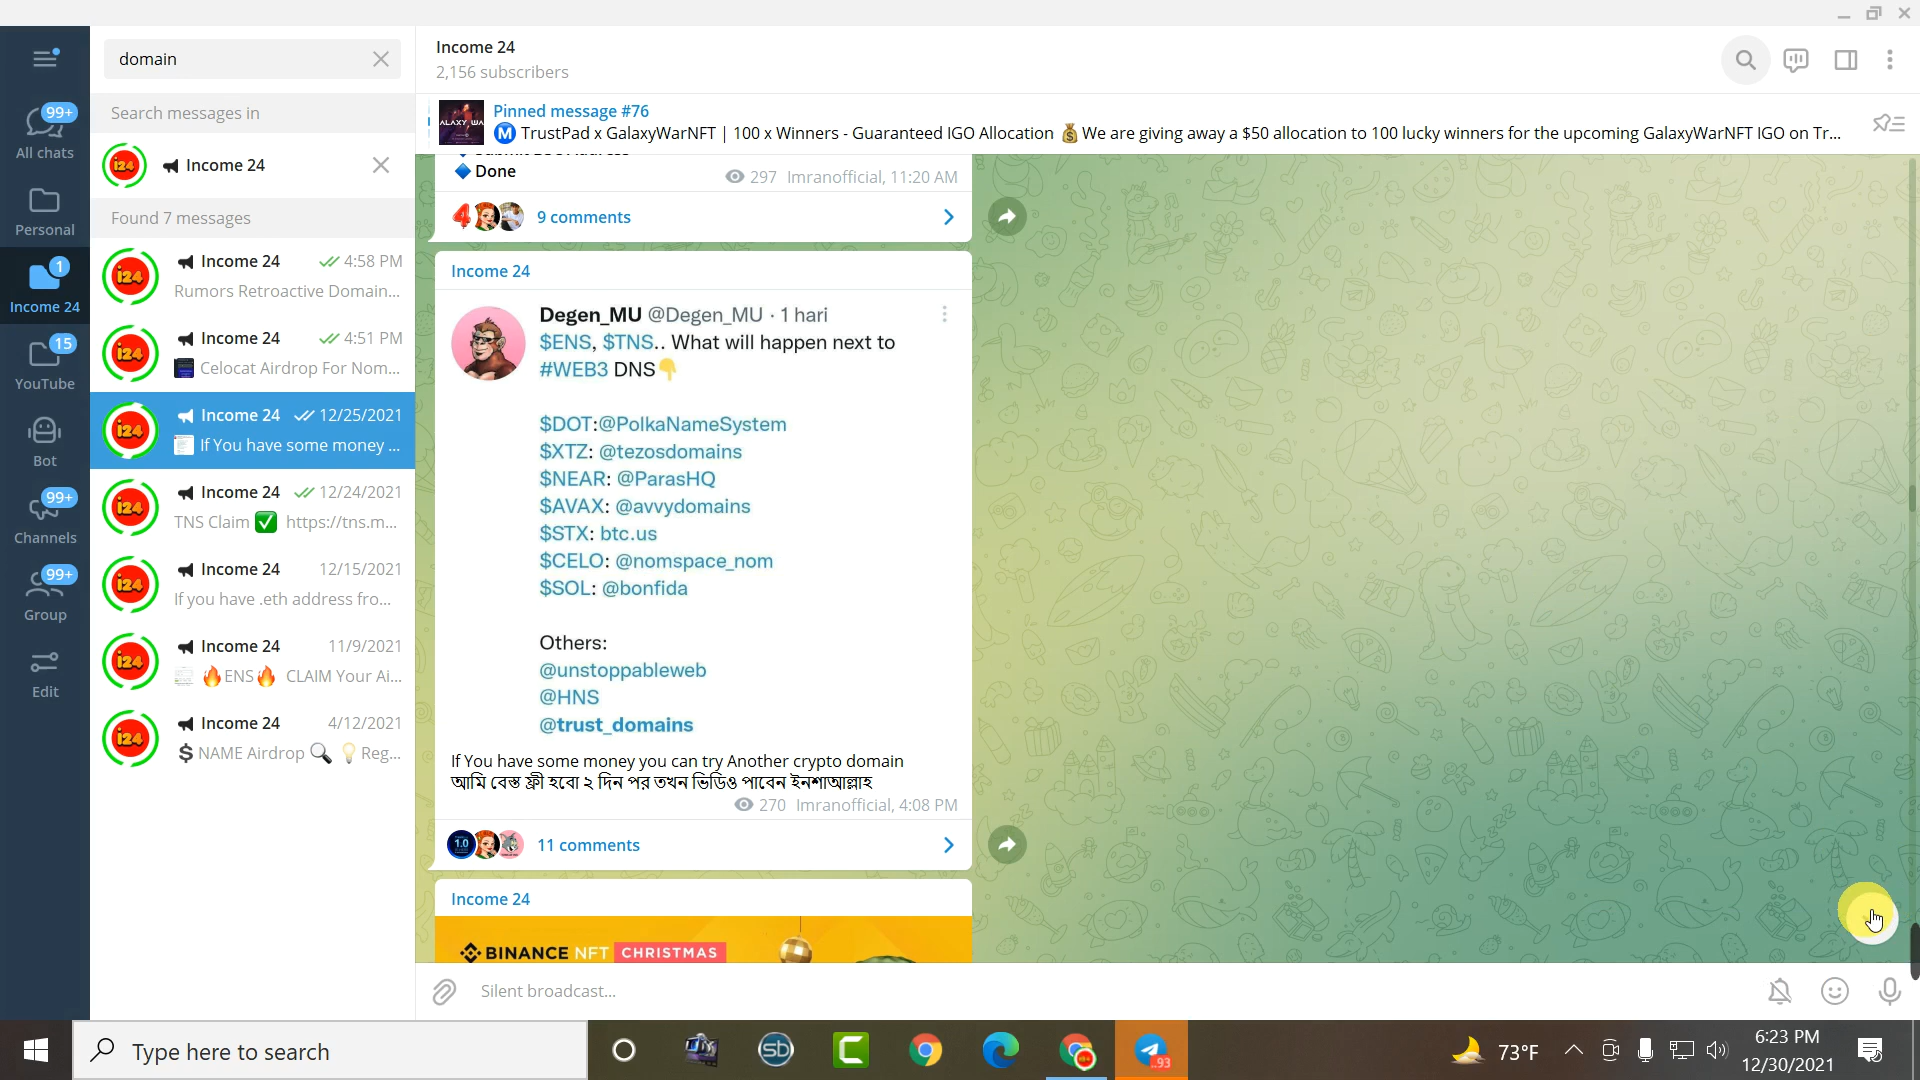 domain
Search messages in
Income 24
Found 7 messages
Income 24 4:58 PM
Rumors Retroactive Domain...
Income 24 4:51 PM
Celocat Airdrop For Nom...
Income 24 12/25/2021
If You have some money ...
Income 24 12/24/2021
TNS Claim ✅ https://tns.m...
Income 24 12/15/2021
If you have .eth address fro...
Income 24 11/9/2021
🔥ENS🔥 CLAIM Your Ai...
Income 24 4/12/2021
$ NAME Airdrop 🔍 💡 Reg...
99+
All chats
Personal
1
Income 24
15
YouTube
Bot
99+
Channels
99+
Group
Edit
Income 24
2,156 subscribers
Pinned message #76
Ⓜ️ TrustPad x GalaxyWarNFT | 100 x Winners - Guaranteed IGO Allocation 💰 We are giving away a $50 allocation to 100 lucky winners for the upcoming GalaxyWarNFT IGO on Tr...
🔷 Done
297 Imranofficial, 11:20 AM
9 comments
Income 24
Degen_MU @Degen_MU · 1 hari
$ENS, $TNS.. What will happen next to
#WEB3 DNS👇
$DOT:@PolkaNameSystem
$XTZ: @tezosdomains
$NEAR: @ParasHQ
$AVAX: @avvydomains
$STX: btc.us
$CELO: @nomspace_nom
$SOL: @bonfida
Others:
@unstoppableweb
@HNS
@trust_domains
If You have some money you can try Another crypto domain
আমি বেস্ত ফ্রী হবো ২ দিন পর তখন ভিডিও পাবেন ইনশাআল্লাহ
270 Imranofficial, 4:08 PM
11 comments
Income 24
BINANCE NFT CHRISTMAS
Silent broadcast...
Type here to search
..93
73°F
6:23 PM
12/30/2021